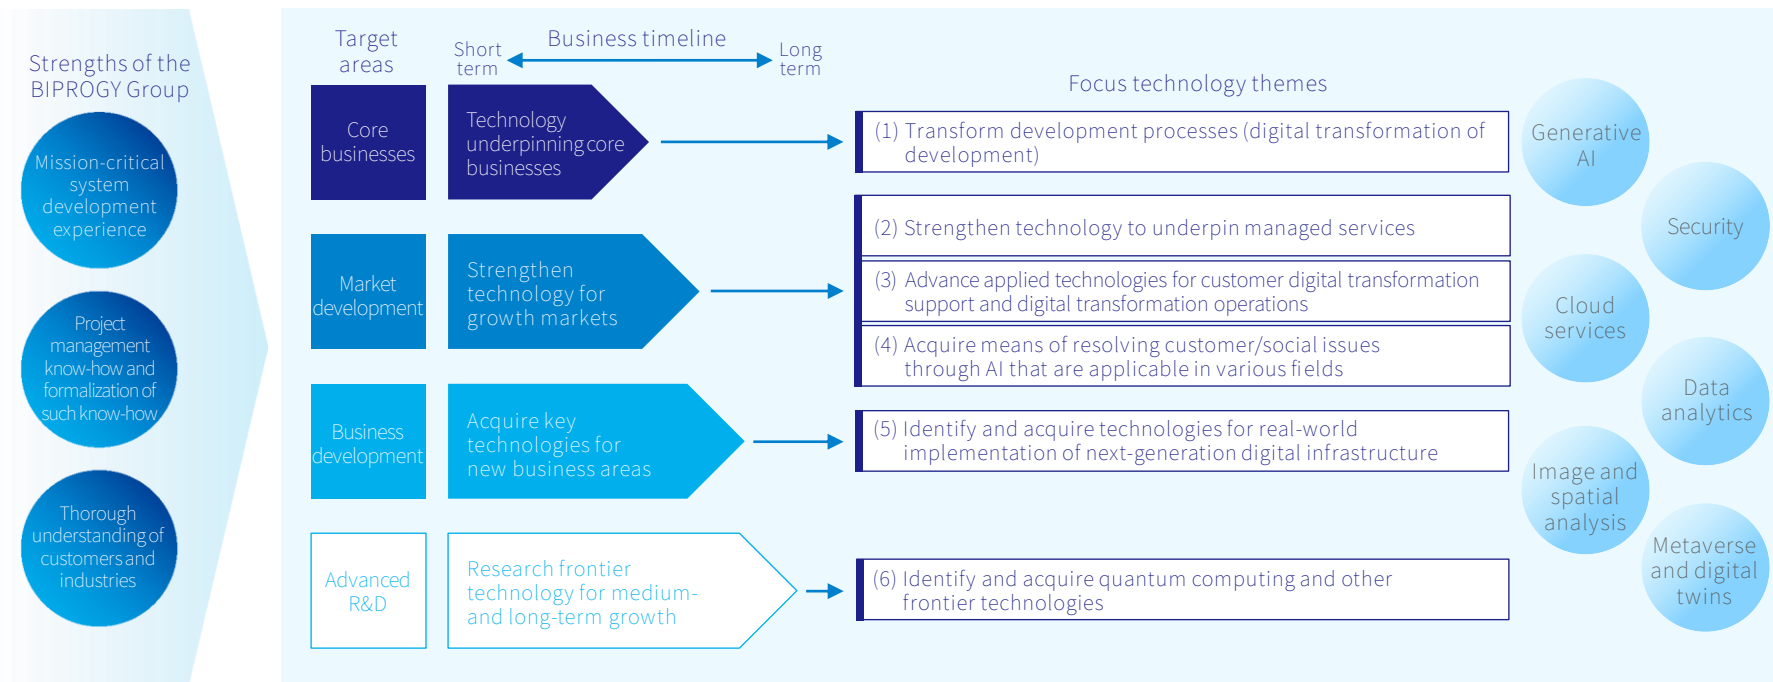 Strengths of the
BIPROGY Group
Mission-critical
system
development
experience
Project
management
know-how and
formalization of
such know-how
Thorough
understanding of
customers and
industries
Target
areas
Short
term
Business timeline
Long
term
Focus technology themes
Core
businesses
Technology
underpinning core
businesses
(1) Transform development processes (digital transformation of
development)
Market
development
Strengthen
technology for
growth markets
(2) Strengthen technology to underpin managed services
(3) Advance applied technologies for customer digital transformation
support and digital transformation operations
(4) Acquire means of resolving customer/social issues
through AI that are applicable in various fields
Business
development
Acquire key
technologies for
new business areas
(5) Identify and acquire technologies for real-world
implementation of next-generation digital infrastructure
Advanced
R&D
Research frontier
technology for medium-
and long-term growth
(6) Identify and acquire quantum computing and other
frontier technologies
Generative
AI
Security
Cloud
services
Data
analytics
Image and
spatial
analysis
Metaverse
and digital
twins